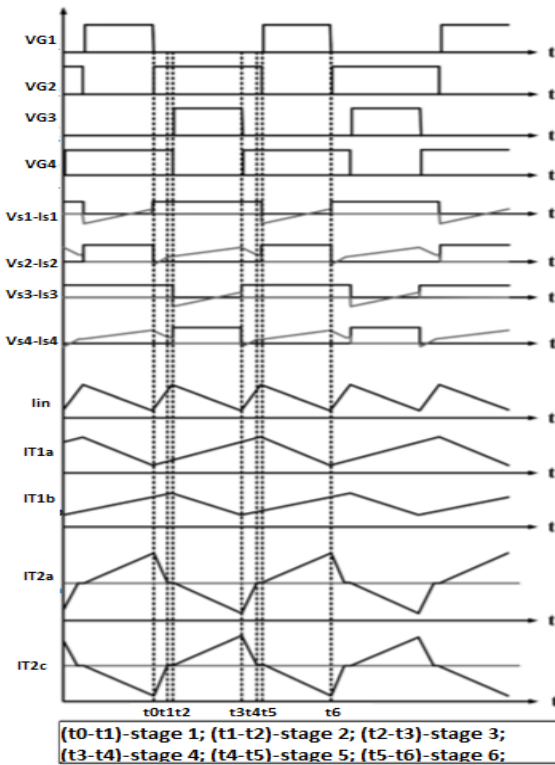 VG1
t
VG2
t
VG3
t
VG4
t
Vs1-Is1
t
Vs2-Is2
t
Vs3-Is3
t
Vs4-Is4
t
Iin
t
IT1a
t
IT1b
t
IT2a
t
IT2c
t
t0t1t2 t3t4t5 t6
(t0-t1)-stage 1; (t1-t2)-stage 2; (t2-t3)-stage 3;
(t3-t4)-stage 4; (t4-t5)-stage 5; (t5-t6)-stage 6;